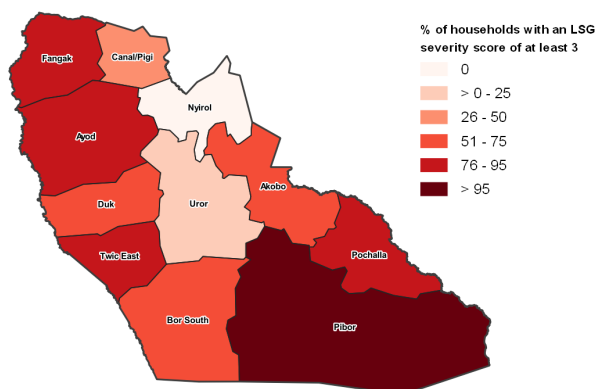 % of households with an LSG
severity score of at least 3
0
> 0 - 25
26 - 50
51 - 75
76 - 95
> 95
Fangak
Canal/Pigi
Nyirol
Ayod
Akobo
Duk
Uror
Twic East
Pochalla
Bor South
Pibor